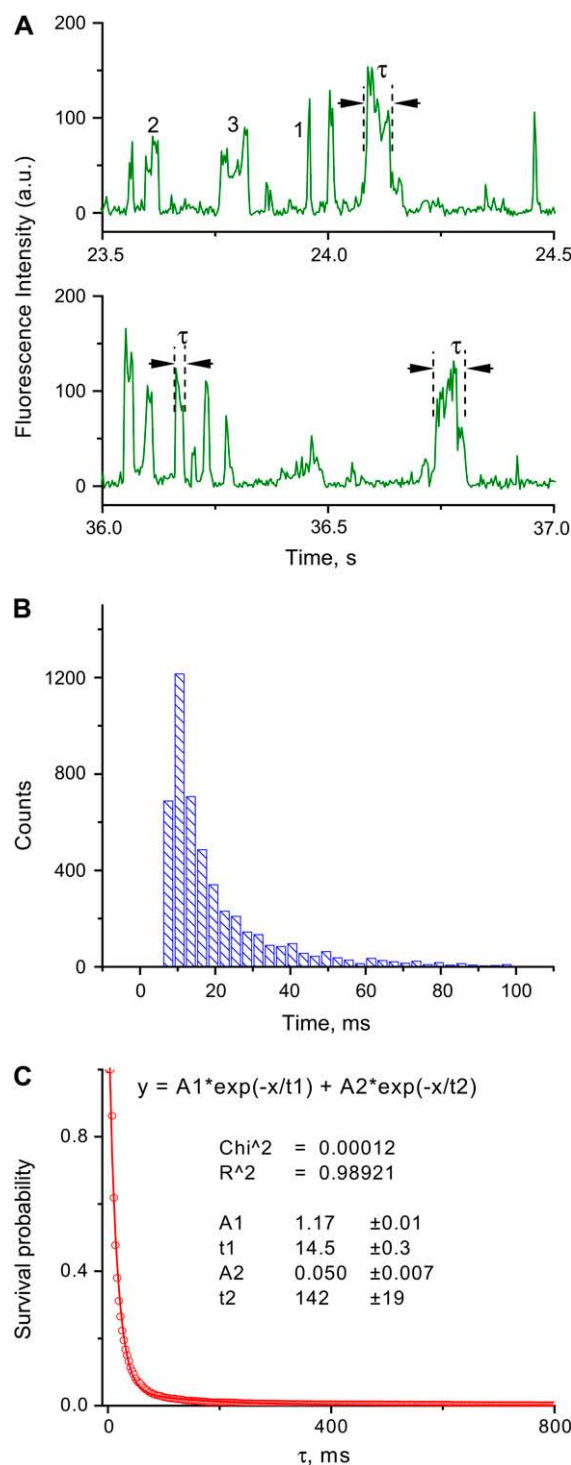 A
Fluorescence Intensity (a.u.)
200
100
0
2
3
1
τ
23.5
24.0
24.5
200
100
0
τ
τ
36.0
36.5
37.0
Time, s
B
Counts
1200
800
400
0
0
20
40
60
80
100
Time, ms
C
Survival probability
0.8
0.4
0.0
y = A1*exp(-x/t1) + A2*exp(-x/t2)
Chi^2 = 0.00012
R^2 = 0.98921
A1 1.17 ±0.01
t1 14.5 ±0.3
A2 0.050 ±0.007
t2 142 ±19
0
400
800
τ, ms